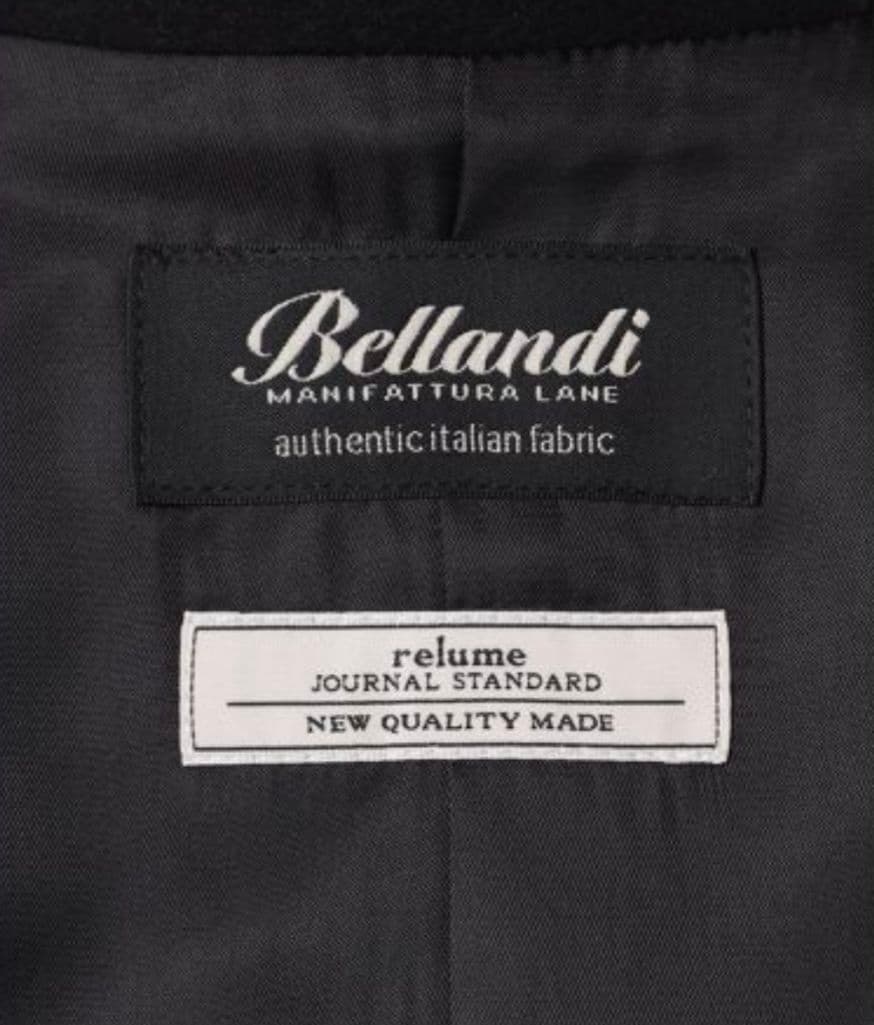 Bellandi
MANIFATTURA LANE
authentic italian fabric
relume
JOURNAL STANDARD
NEW QUALITY MADE